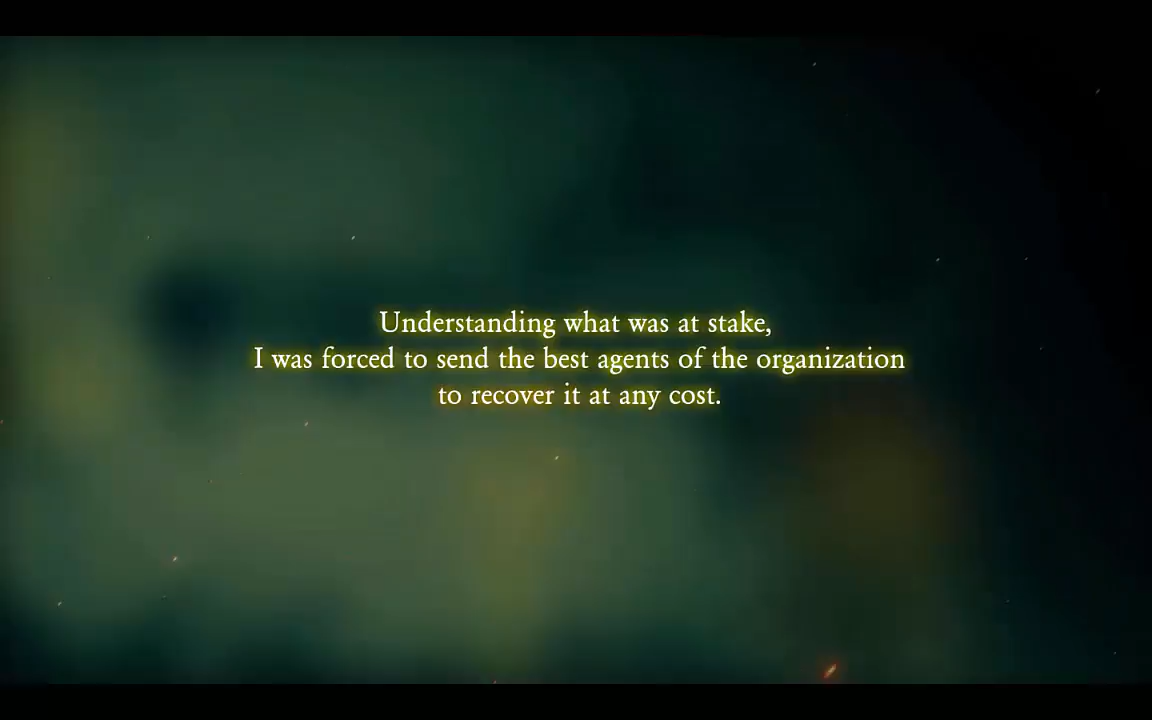 Understanding what was at stake,
I was forced to send the best agents of the organization
to recover it at any cost.